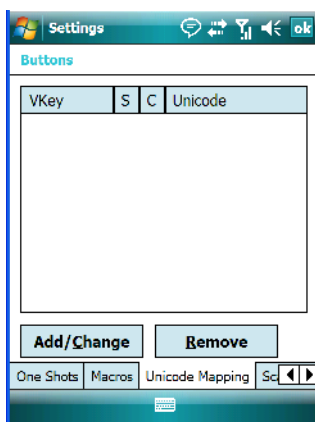 Settings
ok
Buttons
VKey S C Unicode
Add/Change Remove
One Shots Macros Unicode Mapping Sc